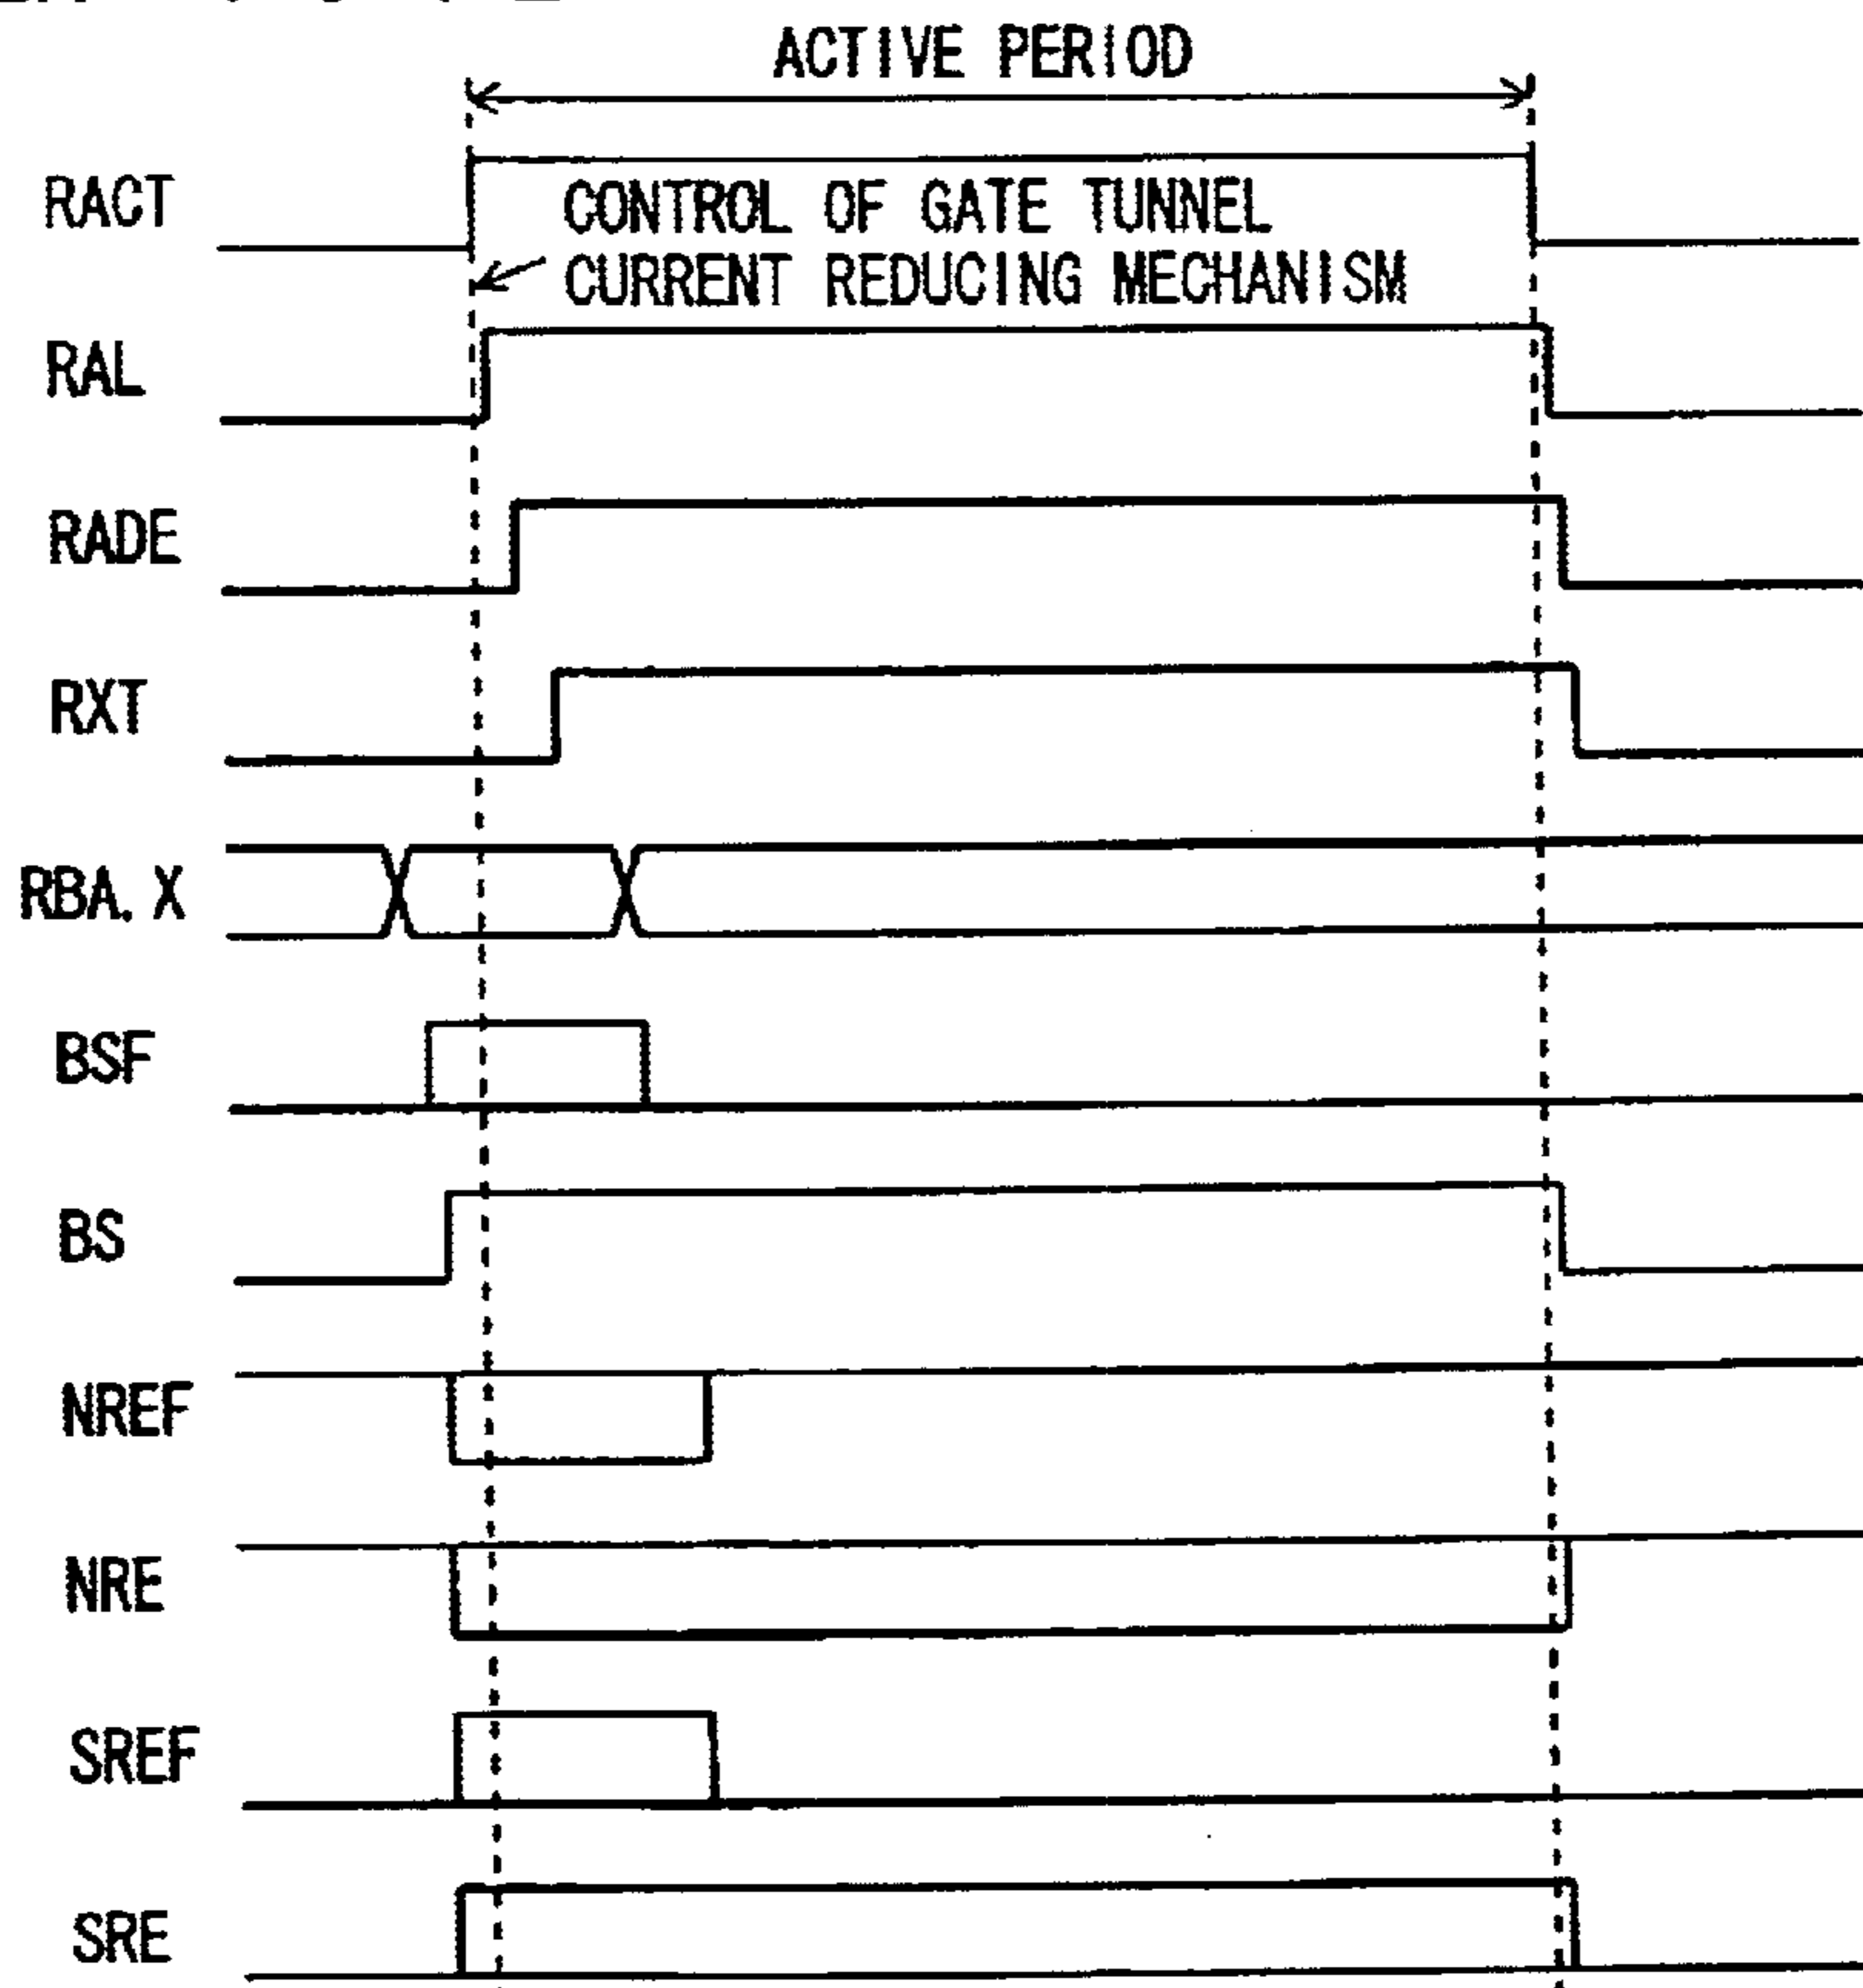 ACTIVE PERIOD
RACT
CONTROL OF GATE TUNNEL
CURRENT REDUCING MECHANISM
RAL
RADE
RXT
RBA. X
BSF
BS
NREF
NRE
SREF
SRE